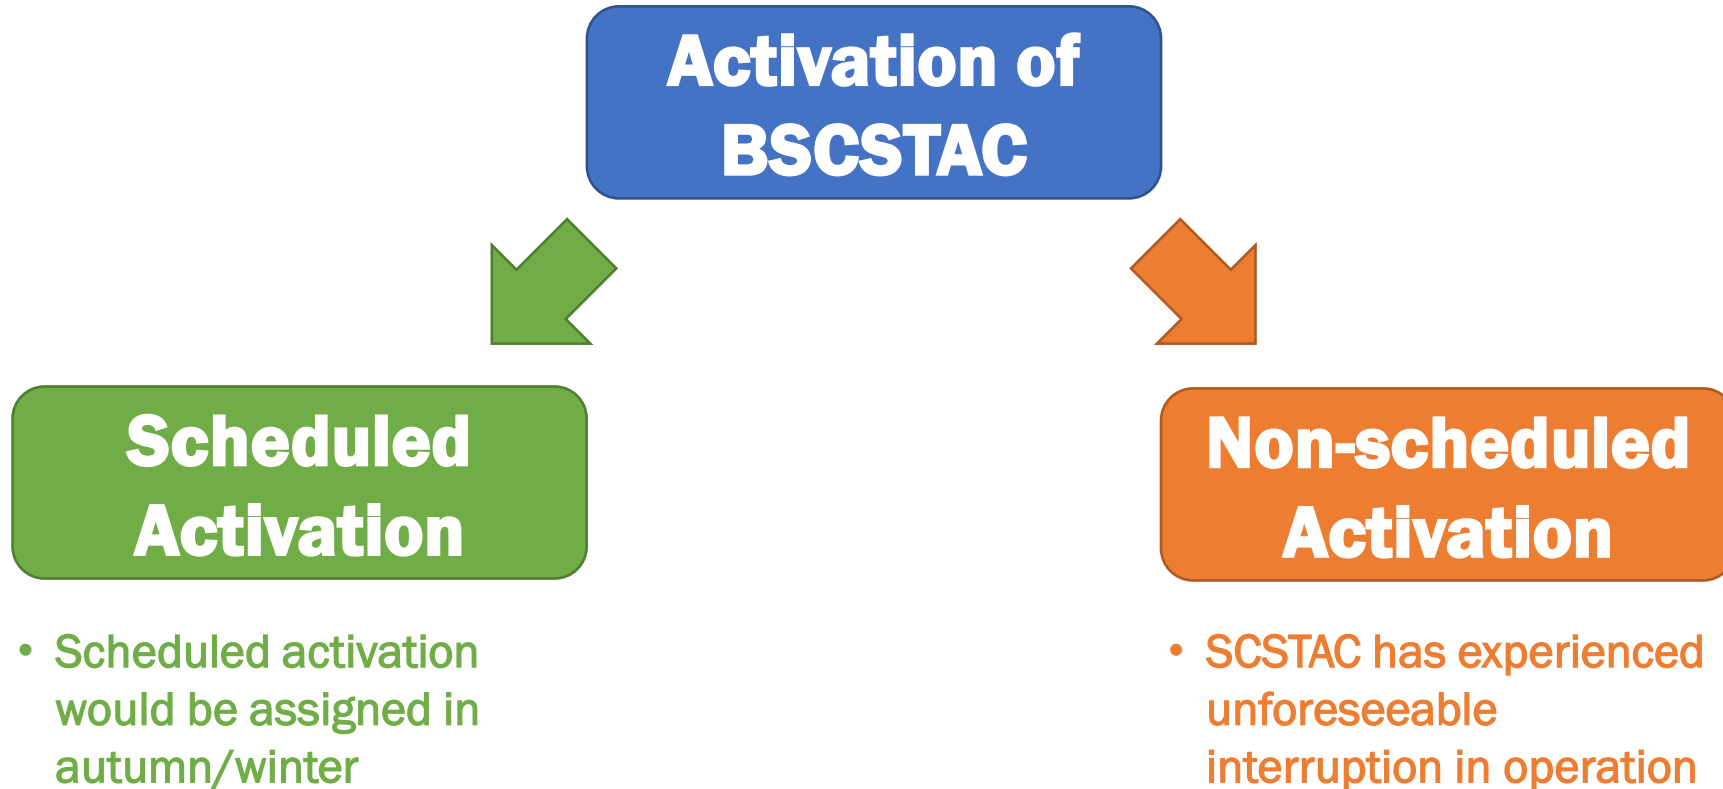 Activation of
BSCSTAC
Scheduled
Activation
Non-scheduled
Activation
• Scheduled activation
would be assigned in
autumn/winter
• SCSTAC has experienced
unforeseeable
interruption in operation